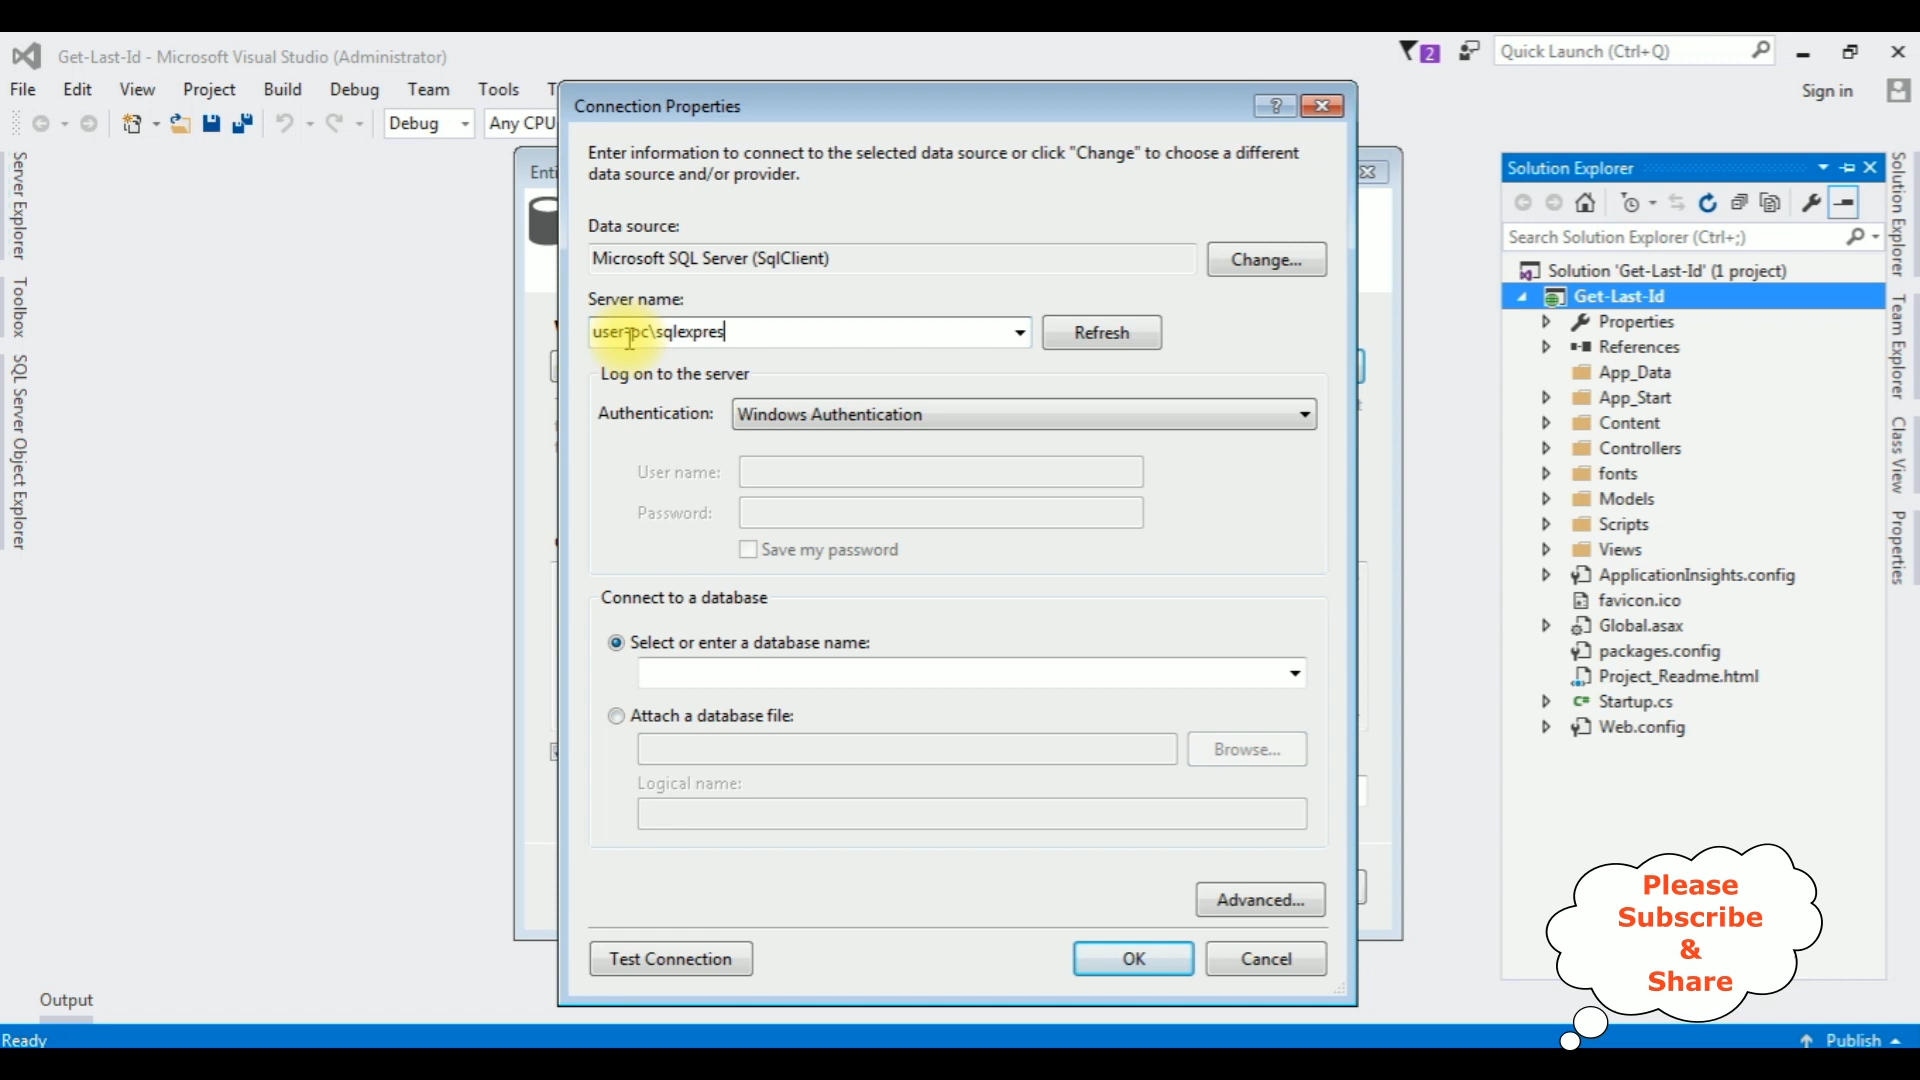 Get-Last-Id - Microsoft Visual Studio (Administrator)
2
Quick Launch (Ctrl+Q)
File Edit View Project Build Debug Team Tools
Sign in
Debug
Any CPU
Server Explorer
Toolbox
SQL Server Object Explorer
Connection Properties
Enter information to connect to the selected data source or click "Change" to choose a different
data source and/or provider.
Data source:
Microsoft SQL Server (SqlClient)
Change...
Server name:
user-pc\sqlexpres
Refresh
Log on to the server
Authentication:
Windows Authentication
User name:
Password:
Save my password
Connect to a database
Select or enter a database name:
Attach a database file:
Browse...
Logical name:
Advanced...
Test Connection
OK
Cancel
Solution Explorer
Search Solution Explorer (Ctrl+;)
Solution 'Get-Last-Id' (1 project)
Get-Last-Id
Properties
References
App_Data
App_Start
Content
Controllers
fonts
Models
Scripts
Views
ApplicationInsights.config
favicon.ico
Global.asax
packages.config
Project_Readme.html
Startup.cs
Web.config
Solution Explorer
Team Explorer
Class View
Properties
Please
Subscribe
&
Share
Output
Ready
Publish